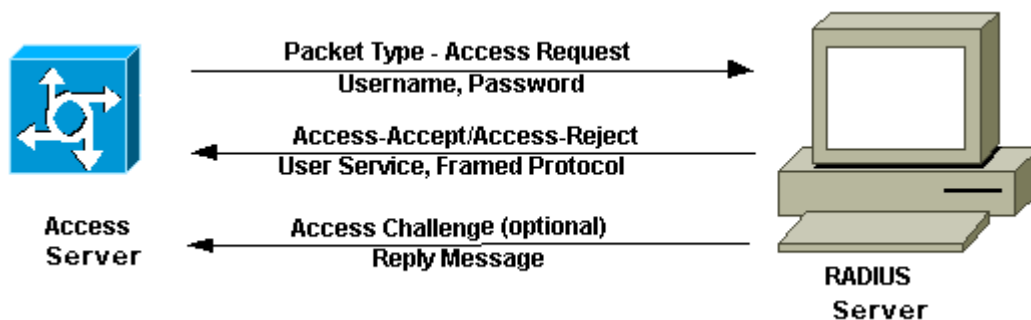 Packet Type - Access Request
Username, Password
Access-Accept/Access-Reject
User Service, Framed Protocol
Access Challenge (optional)
Reply Message
Access
Server
RADIUS
Server